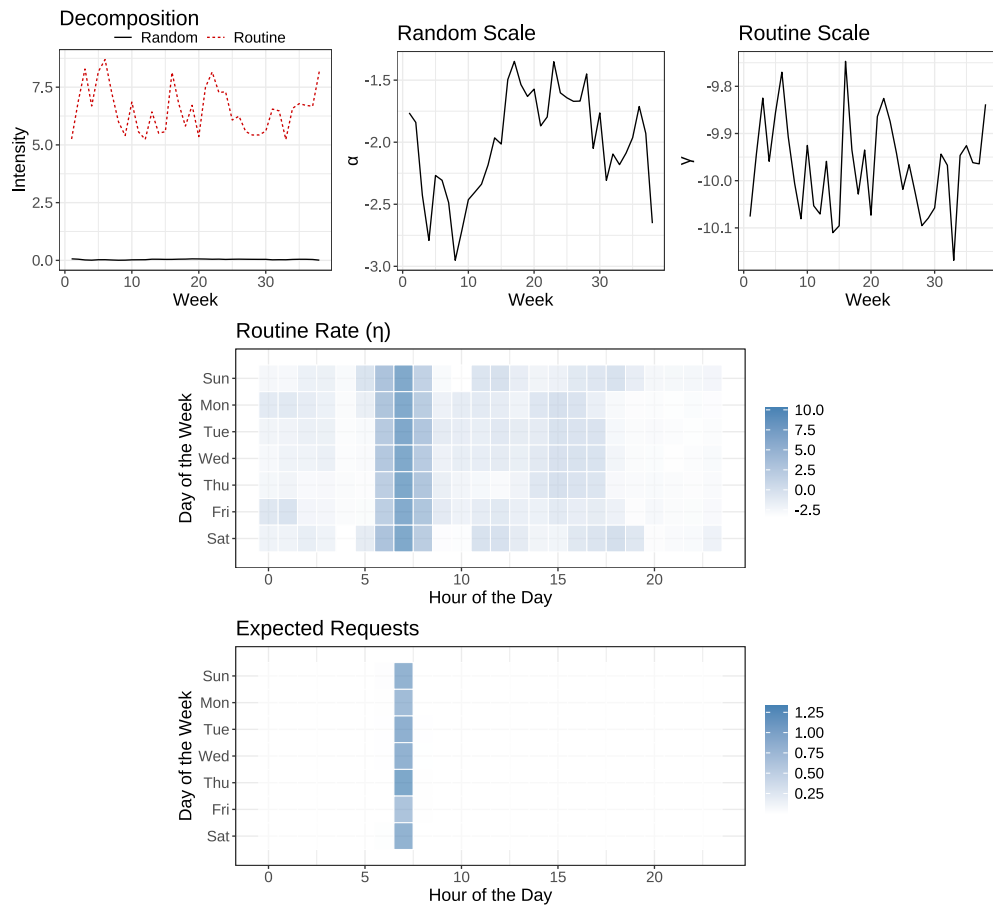 Decomposition
Random Routine
Intensity
7.5
5.0
2.5
0.0
0 10 20 30
Week
Random Scale
α
-1.5
-2.0
-2.5
-3.0
0 10 20 30
Week
Routine Scale
γ
-9.8
-9.9
-10.0
-10.1
0 10 20 30
Week
Routine Rate (η)
Day of the Week
Sun
Mon
Tue
Wed
Thu
Fri
Sat
0 5 10 15 20
Hour of the Day
10.0
7.5
5.0
2.5
0.0
-2.5
Expected Requests
Day of the Week
Sun
Mon
Tue
Wed
Thu
Fri
Sat
0 5 10 15 20
Hour of the Day
1.25
1.00
0.75
0.50
0.25